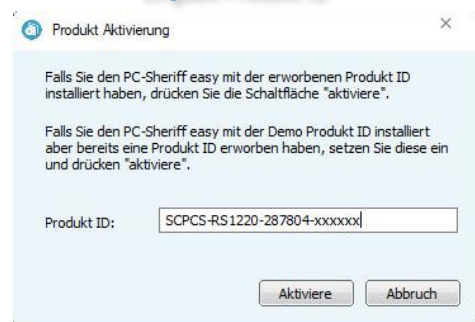 Produkt Aktivierung
Falls Sie den PC-Sheriff easy mit der erworbenen Produkt ID
installiert haben, drücken Sie die Schaltfläche "aktiviere".
Falls Sie den PC-Sheriff easy mit der Demo Produkt ID installiert
aber bereits eine Produkt ID erworben haben, setzen Sie diese ein
und drücken "aktiviere".
Produkt ID:
SCPCS-RS1220-287804-xxxxxx
Aktiviere
Abbruch